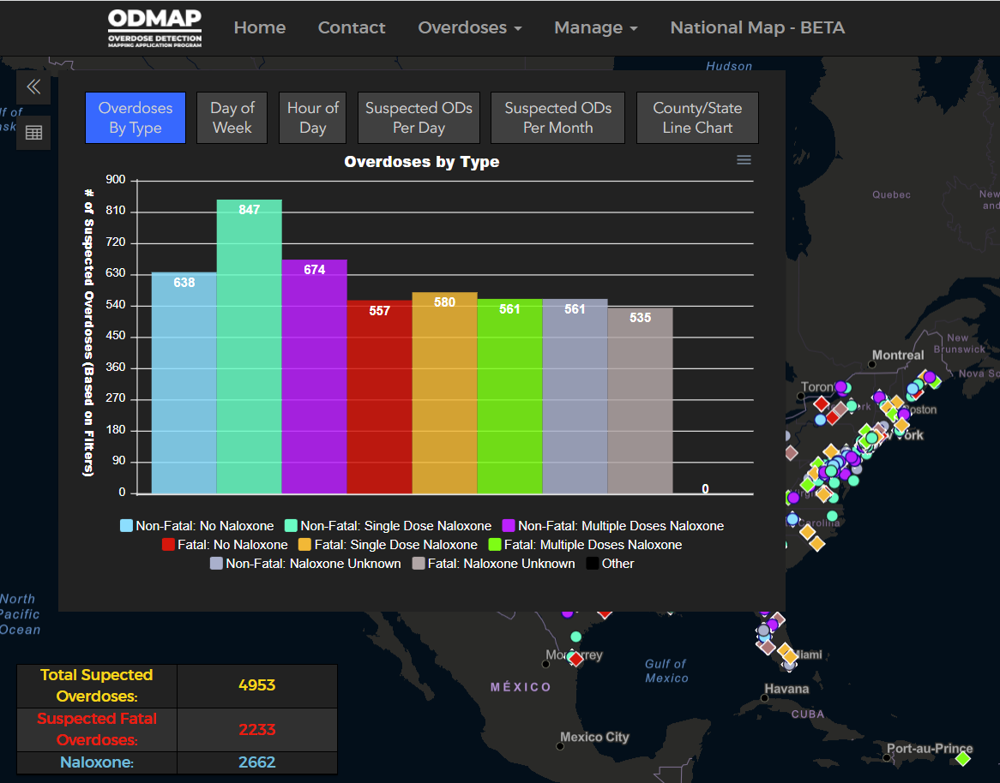 ODMAP
OVERDOSE DETECTION
MAPPING APPLICATION PROGRAM
Home Contact Overdoses Manage National Map - BETA
Hudson
Overdoses
By Type
Day of
Week
Hour of
Day
Suspected ODs
Per Day
Suspected ODs
Per Month
County/State
Line Chart
Overdoses by Type
# of Suspected Overdoses (Based on Filters)
900
810
720
630
540
450
360
270
180
90
0
638
847
674
557
580
561
561
535
0
Non-Fatal: No Naloxone Non-Fatal: Single Dose Naloxone Non-Fatal: Multiple Doses Naloxone
Fatal: No Naloxone Fatal: Single Dose Naloxone Fatal: Multiple Doses Naloxone
Non-Fatal: Naloxone Unknown Fatal: Naloxone Unknown Other
lf of
ask
Quebec
New
and
New
Brunswick
Montreal
Nova Sc
Toron
rk
Boston
w York
Virgini
Carolina
North
Pacific
Ocean
Monterrey
MÉXICO
Gulf of
Mexico
Miami
Havana
CUBA
Mexico City
Port-au-Prince
Total Supected
Overdoses:
4953
Suspected Fatal
Overdoses:
2233
Naloxone:
2662